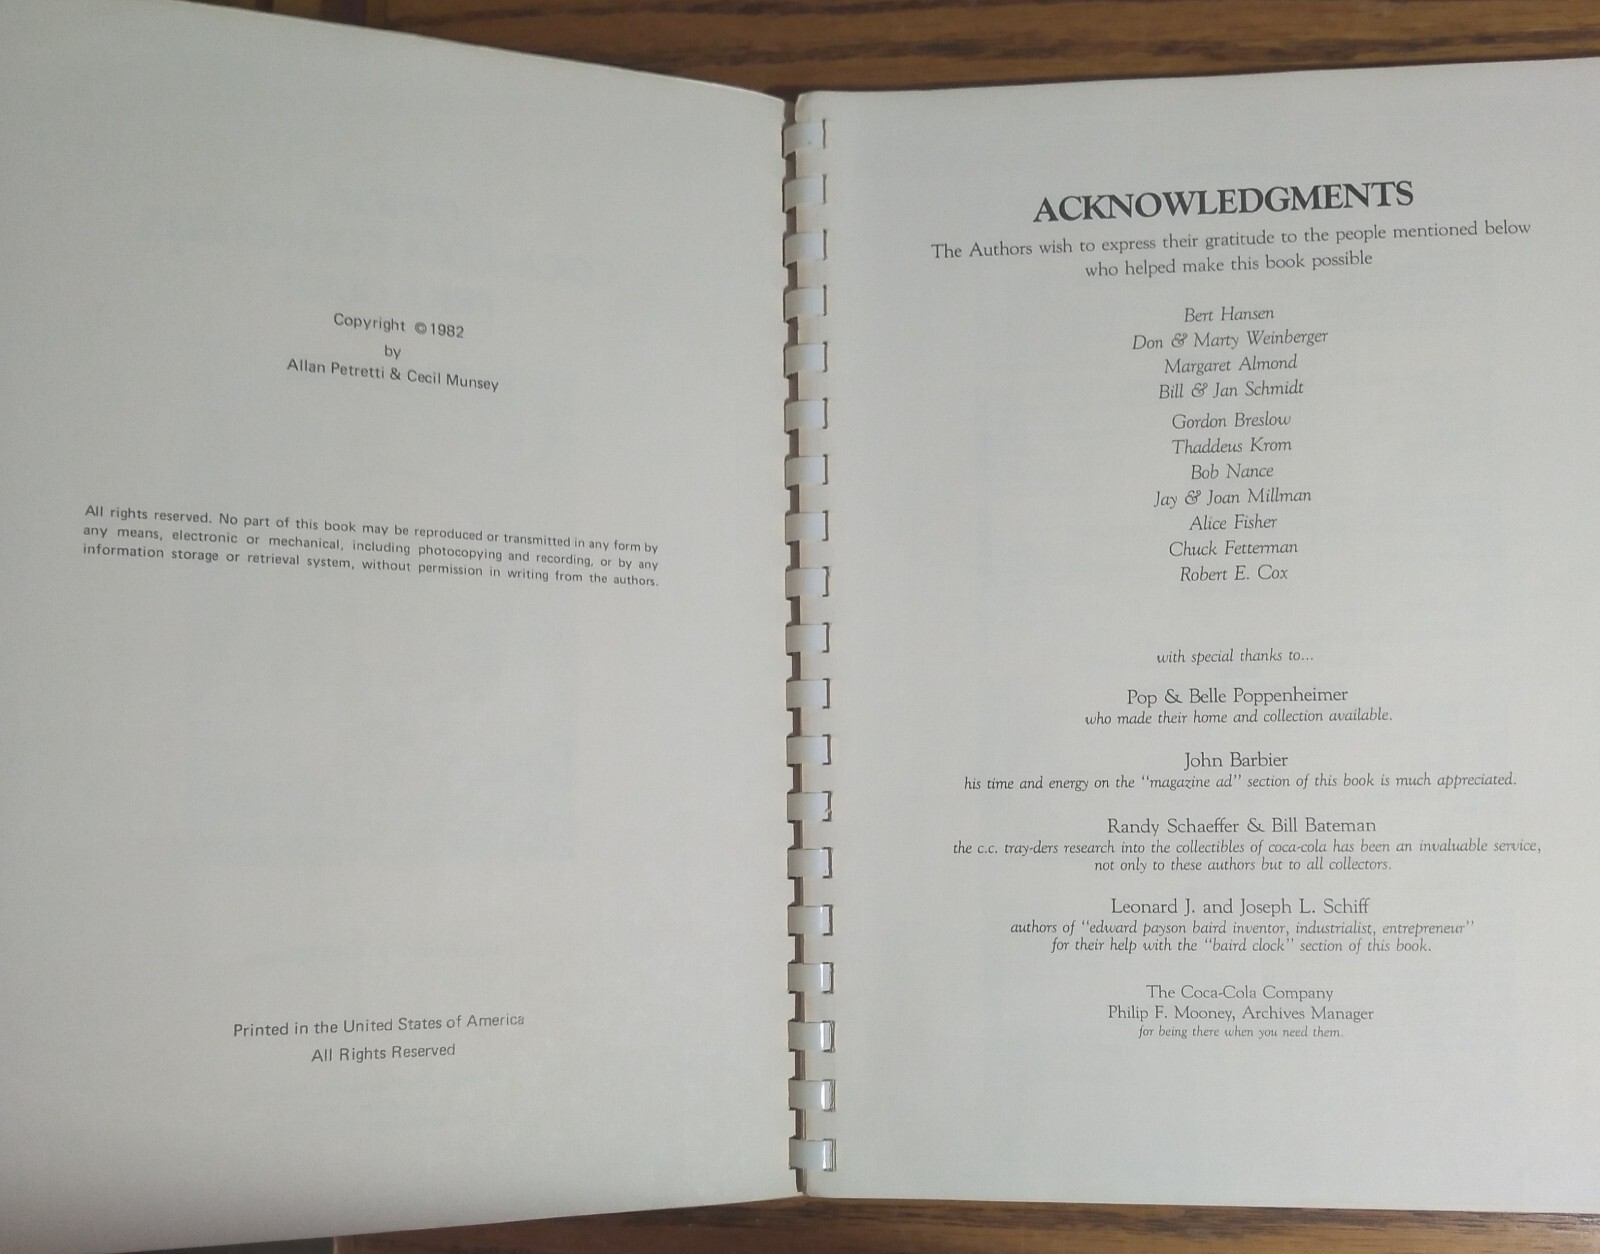 Copyright ©1982
by
Allan Petretti & Cecil Munsey
All rights reserved. No part of this book may be reproduced or transmitted in any form by
any means, electronic or mechanical, including photocopying and recording, or by any
information storage or retrieval system, without permission in writing from the authors.
Printed in the United States of America
All Rights Reserved
ACKNOWLEDGMENTS
The Authors wish to express their gratitude to the people mentioned below
who helped make this book possible
Bert Hansen
Don & Marty Weinberger
Margaret Almond
Bill & Jan Schmidt
Gordon Breslow
Thaddeus Krom
Bob Nance
Jay & Joan Millman
Alice Fisher
Chuck Fetterman
Robert E. Cox
with special thanks to...
Pop & Belle Poppenheimer
who made their home and collection available.
John Barbier
his time and energy on the "magazine ad" section of this book is much appreciated.
Randy Schaeffer & Bill Bateman
the c.c. tray-ders research into the collectibles of coca-cola has been an invaluable service,
not only to these authors but to all collectors.
Leonard J. and Joseph L. Schiff
authors of "edward payson baird inventor, industrialist, entrepreneur"
for their help with the "baird clock" section of this book.
The Coca-Cola Company
Philip F. Mooney, Archives Manager
for being there when you need them.